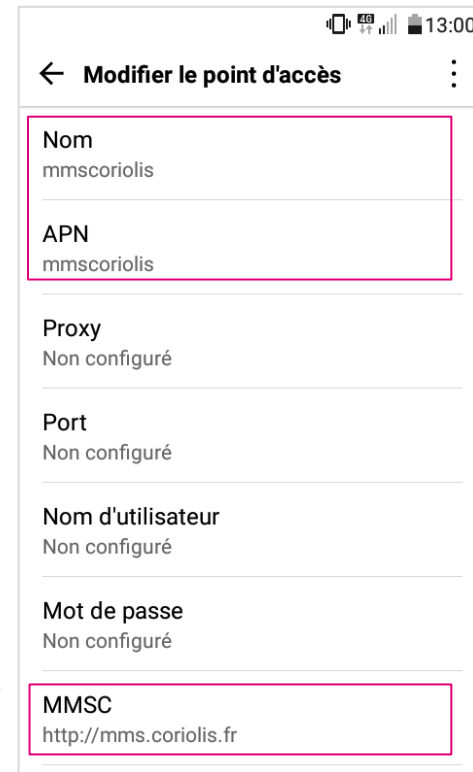 4G 13:00
Modifier le point d'accès
Nom
mmscoriolis
APN
mmscoriolis
Proxy
Non configuré
Port
Non configuré
Nom d'utilisateur
Non configuré
Mot de passe
Non configuré
MMSC
http://mms.coriolis.fr